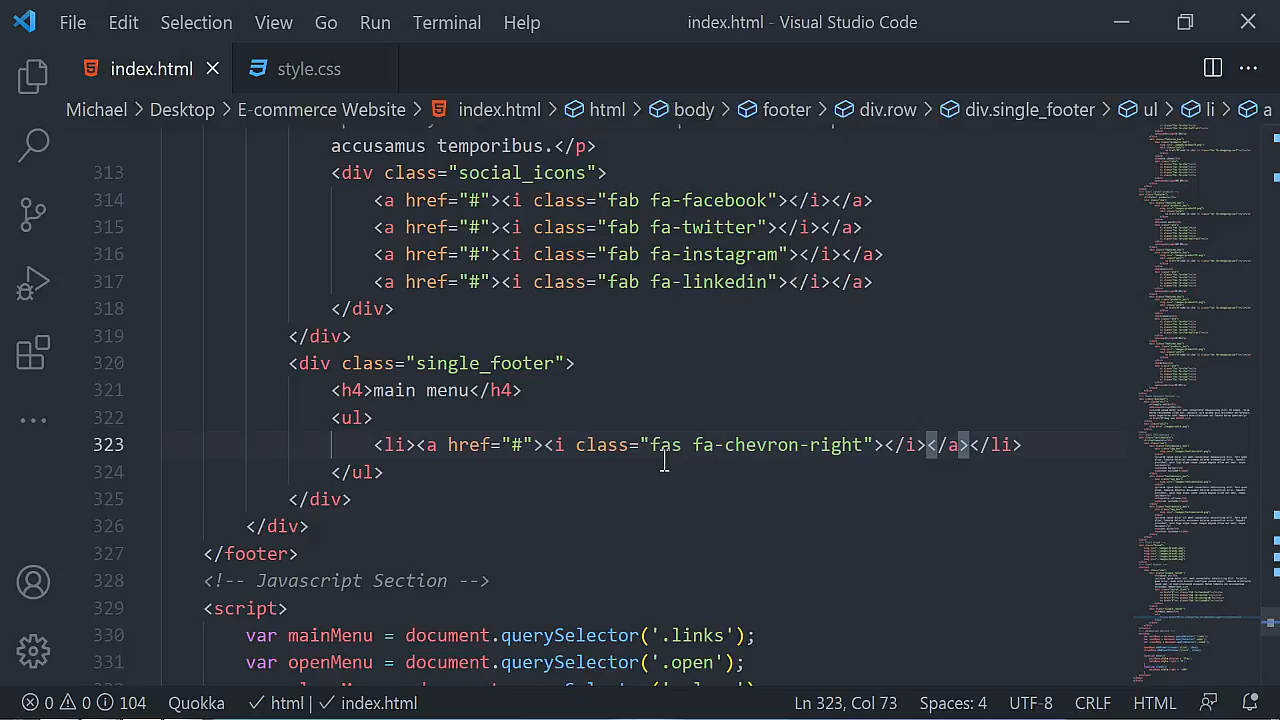 File Edit Selection View Go Run Terminal Help index.html - Visual Studio Code
index.html style.css
Michael > Desktop > E-commerce Website > index.html > html > body > footer > div.row > div.single_footer > ul > li > a
accusamus temporibus.</p>
313 <div class="social_icons">
314 <a href="#"><i class="fab fa-facebook"></i></a>
315 <a href="#"><i class="fab fa-twitter"></i></a>
316 <a href="#"><i class="fab fa-instagram"></i></a>
317 <a href="#"><i class="fab fa-linkedin"></i></a>
318 </div>
319 </div>
320 <div class="single_footer">
321 <h4>main menu</h4>
322 <ul>
323 <li><a href="#"><i class="fas fa-chevron-right"></i></a></li>
324 </ul>
325 </div>
326 </div>
327 </footer>
328 <!-- Javascript Section -->
329 <script>
330 var mainMenu = document.querySelector('.links');
331 var openMenu = document.querySelector('.open');
0 0 104 Quokka html index.html Ln 323, Col 73 Spaces: 4 UTF-8 CRLF HTML